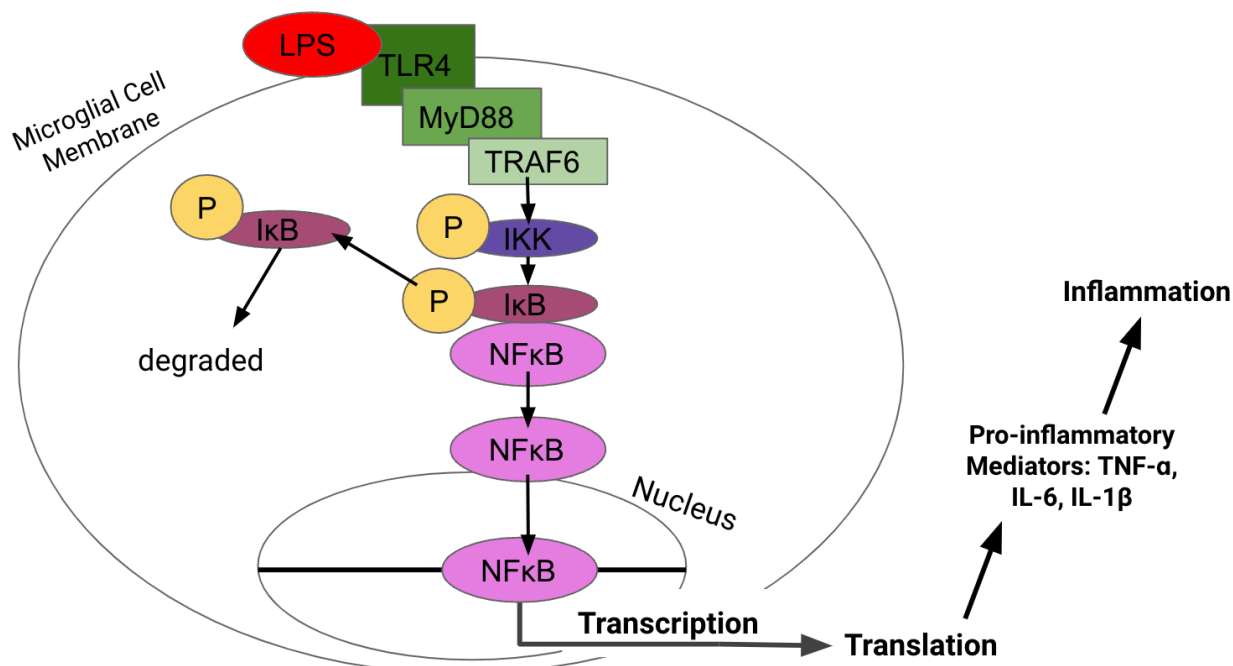 LPS
TLR4
Microglial Cell
Membrane
MyD88
TRAF6
P
IκB
P
IKK
P
IκB
degraded
NFκB
NFκB
Nucleus
NFκB
Transcription
Translation
Pro-inflammatory
Mediators: TNF-α,
IL-6, IL-1β
Inflammation